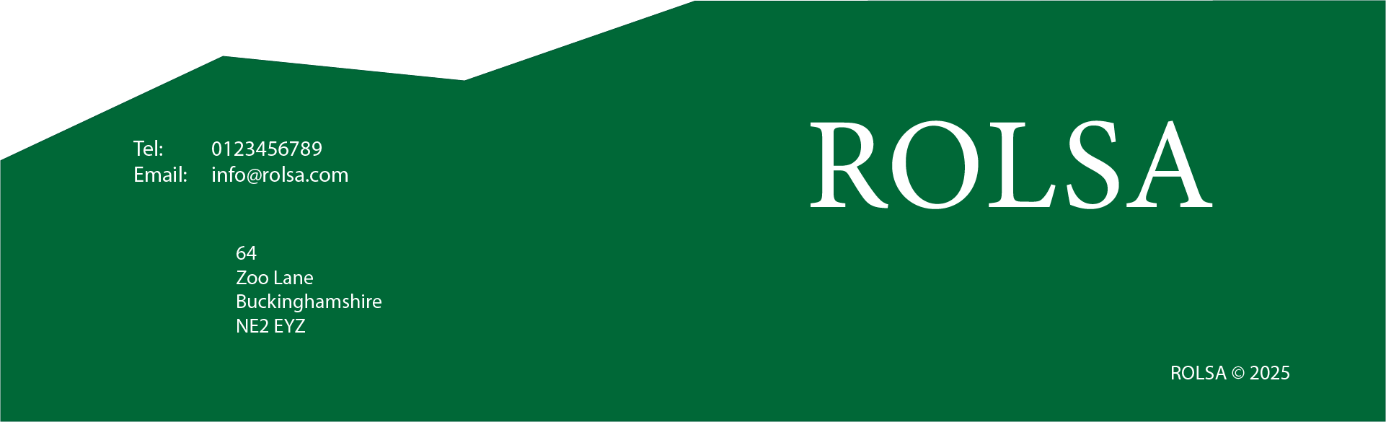 Tel: 0123456789
Email: info@rolsa.com
64
Zoo Lane
Buckinghamshire
NE2 EYZ
ROLSA
ROLSA © 2025